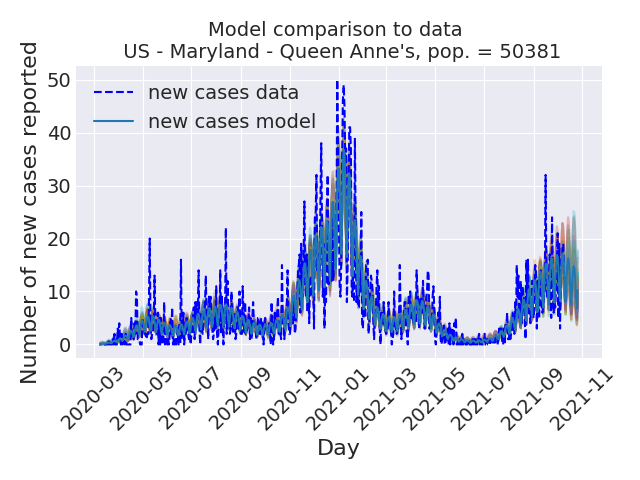 Model comparison to data
US - Maryland - Queen Anne's, pop. = 50381
Number of new cases reported
50
40
30
20
10
0
new cases data
new cases model
2020-03
2020-05
2020-07
2020-09
2020-11
2021-01
2021-03
2021-05
2021-07
2021-09
2021-11
Day